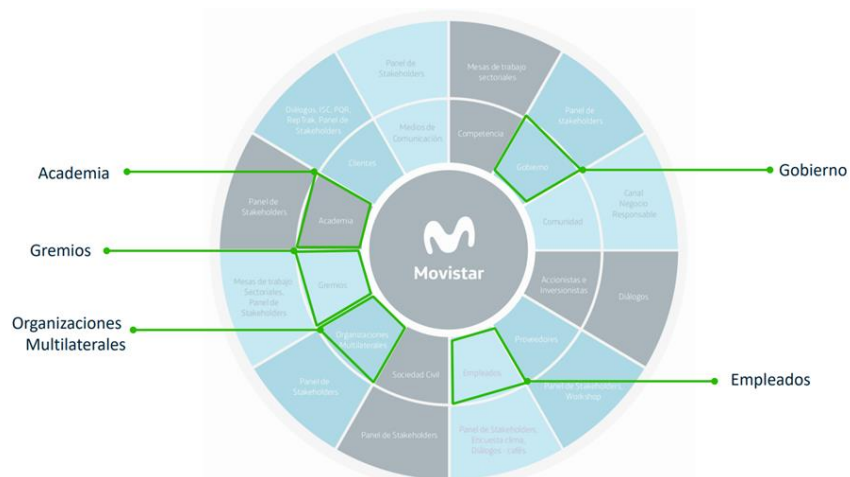 Panel de
Stakeholders
Mesas de trabajo
sectoriales
Diálogos, ISC, PQR,
RepTrak, Panel de
Stakeholders
Panel de
stakeholders
Medios de
Comunicación
Competencia
Clientes
Gobierno
Academia
Gobierno
Panel de
Stakeholders
Academia
Comunidad
Canal
Negocio
Responsable
Gremios
Movistar
Mesas de trabajo
Sectoriales,
Panel de
Stakeholders
Gremios
Accionistas e
Inversionistas
Diálogos
Organizaciones
Multilaterales
Organizaciones
Multilaterales
Proveedores
Sociedad Civil
Empleados
Empleados
Panel de
Stakeholders
Panel de Stakeholders,
Workshop
Panel de Stakeholders
Panel de Stakeholders,
Encuesta clima,
Diálogos - cafés